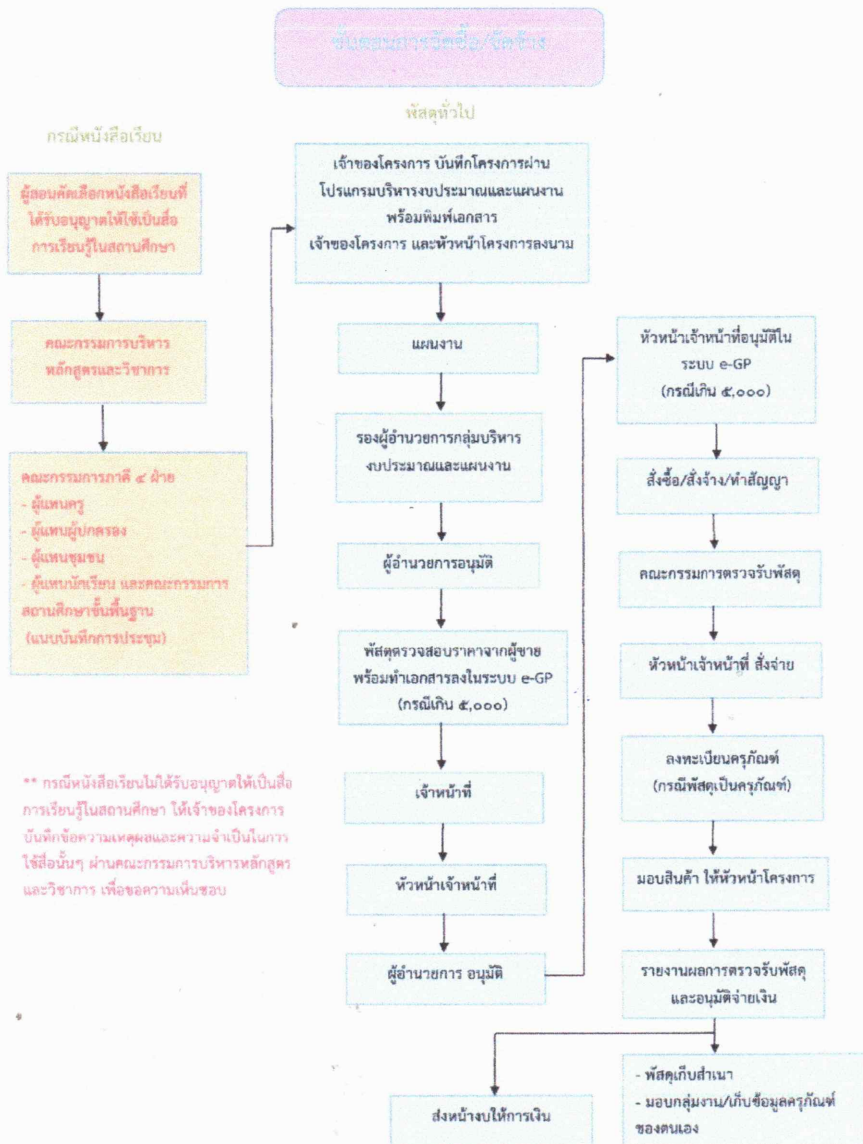 ขั้นตอนการจัดซื้อ/จัดจ้าง
กรณีหนังสือเรียน
ผู้สอนคัดเลือกหนังสือเรียนที่
ได้รับอนุญาตให้ใช้เป็นสื่อ
การเรียนรู้ในสถานศึกษา
คณะกรรมการบริหาร
หลักสูตรและวิชาการ
คณะกรรมการภาคี ๔ ฝ่าย
- ผู้แทนครู
- ผู้แทนผู้ปกครอง
- ผู้แทนชุมชน
- ผู้แทนนักเรียน และคณะกรรมการ
สถานศึกษาขั้นพื้นฐาน
(แนบบันทึกการประชุม)
** กรณีหนังสือเรียนไม่ได้รับอนุญาตให้เป็นสื่อ
การเรียนรู้ในสถานศึกษา ให้เจ้าของโครงการ
บันทึกข้อความเหตุผลและความจำเป็นในการ
ใช้สื่อนั้นๆ ผ่านคณะกรรมการบริหารหลักสูตร
และวิชาการ เพื่อขอความเห็นชอบ
พัสดุทั่วไป
เจ้าของโครงการ บันทึกโครงการผ่าน
โปรแกรมบริหารงบประมาณและแผนงาน
พร้อมพิมพ์เอกสาร
เจ้าของโครงการ และหัวหน้าโครงการลงนาม
แผนงาน
รองผู้อำนวยการกลุ่มบริหาร
งบประมาณและแผนงาน
ผู้อำนวยการอนุมัติ
พัสดุตรวจสอบราคาจากผู้ขาย
พร้อมทำเอกสารลงในระบบ e-GP
(กรณีเกิน ๕,๐๐๐)
เจ้าหน้าที่
หัวหน้าเจ้าหน้าที่
ผู้อำนวยการ อนุมัติ
หัวหน้าเจ้าหน้าที่อนุมัติใน
ระบบ e-GP
(กรณีเกิน ๕,๐๐๐)
สั่งซื้อ/สั่งจ้าง/ทำสัญญา
คณะกรรมการตรวจรับพัสดุ
หัวหน้าเจ้าหน้าที่ สั่งจ่าย
ลงทะเบียนครุภัณฑ์
(กรณีพัสดุเป็นครุภัณฑ์)
มอบสินค้า ให้หัวหน้าโครงการ
รายงานผลการตรวจรับพัสดุ
และอนุมัติจ่ายเงิน
ส่งหน้างบให้การเงิน
- พัสดุเก็บสำเนา
- มอบกลุ่มงาน/เก็บข้อมูลครุภัณฑ์
ของตนเอง